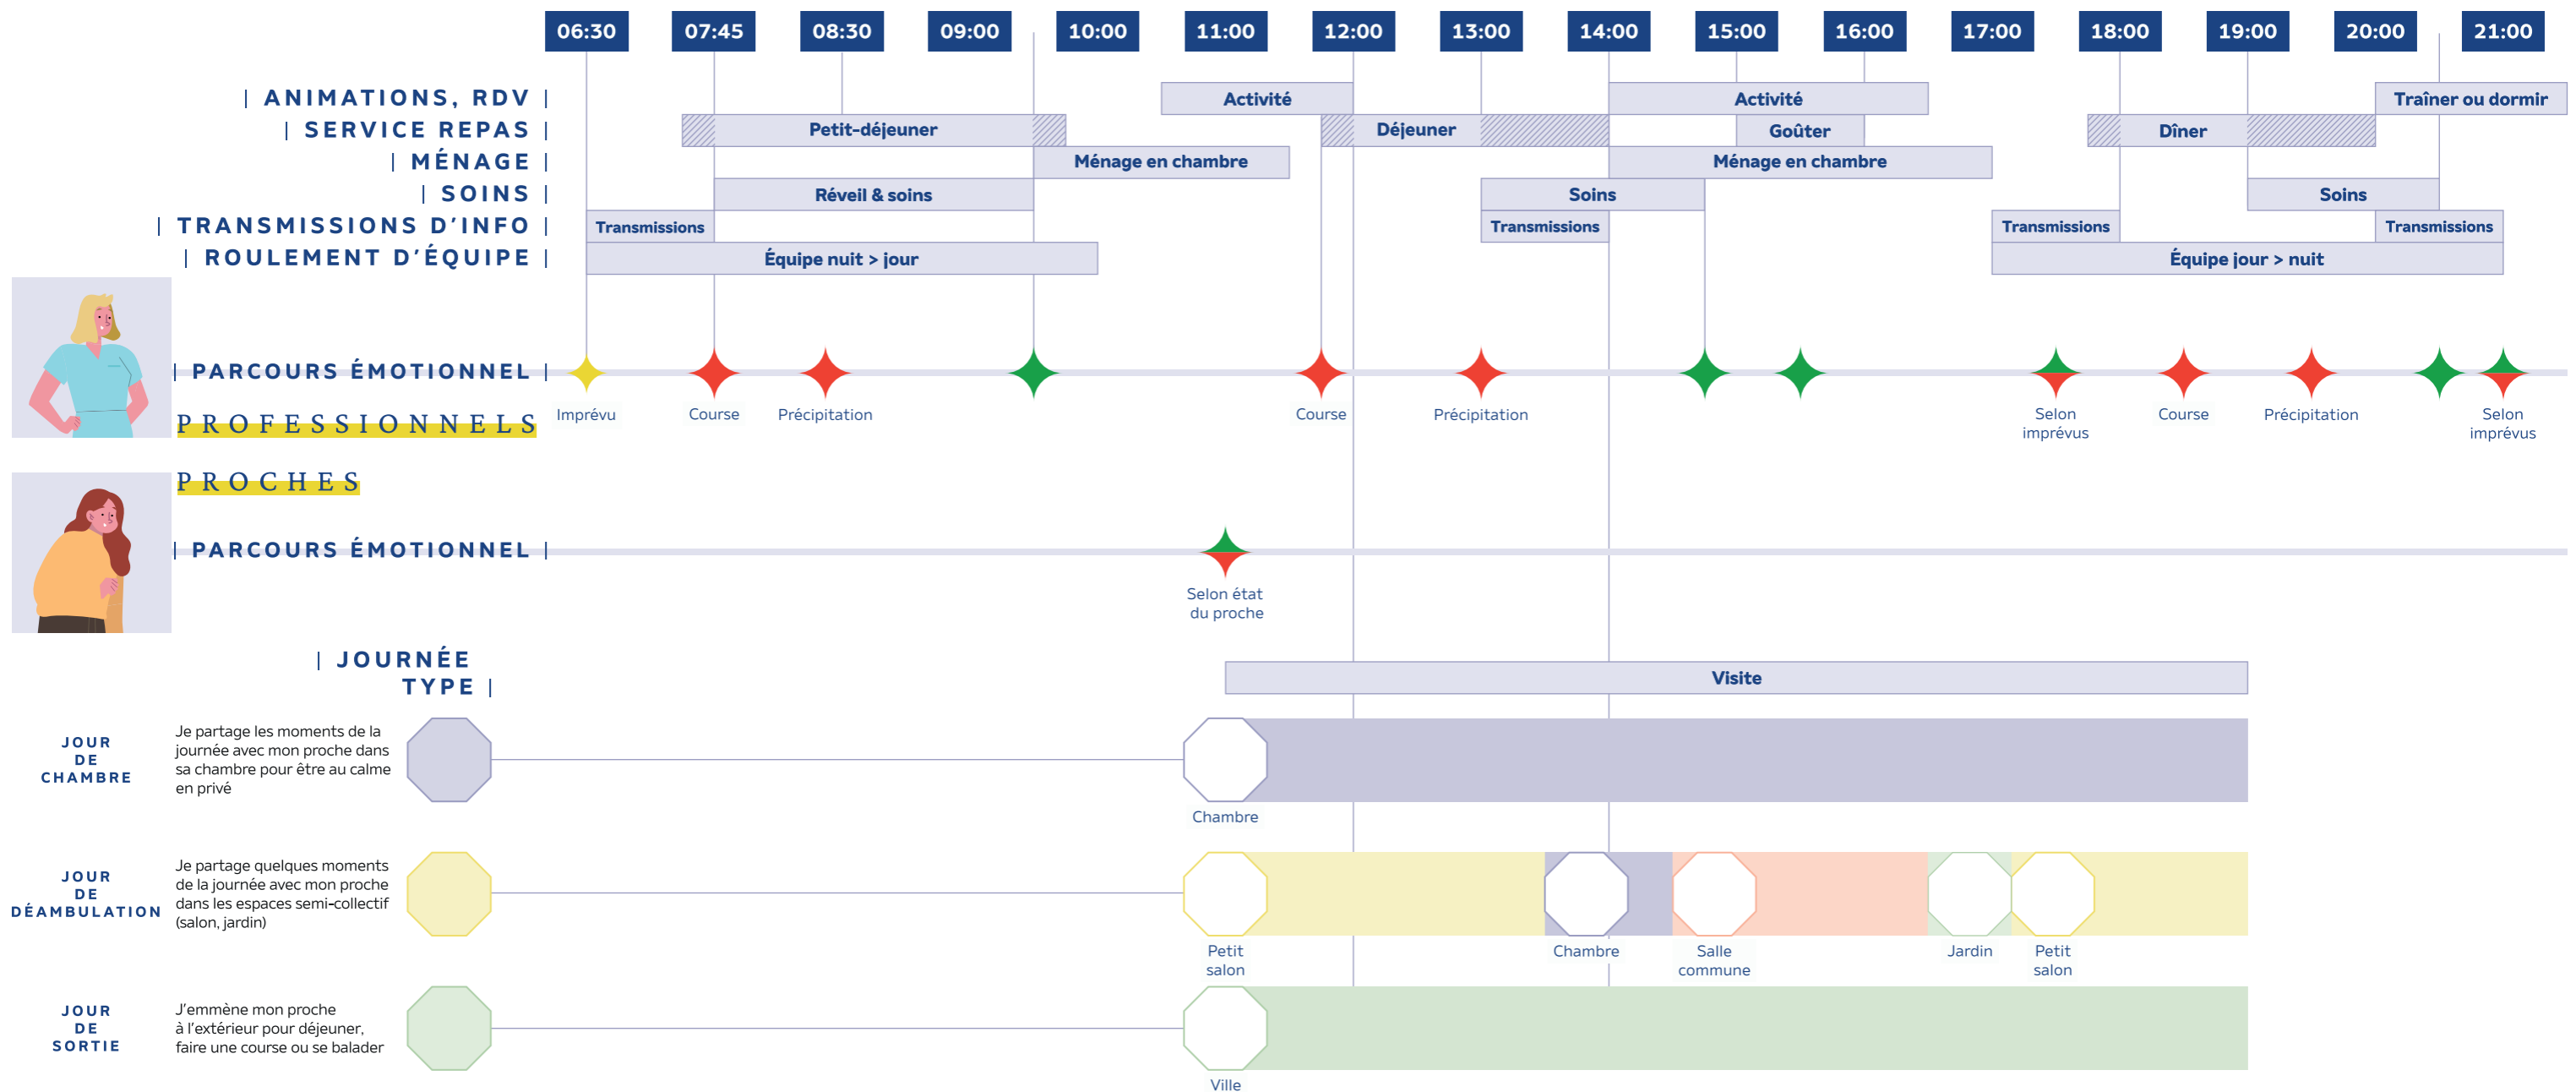 06:30 07:45 08:30 09:00 10:00 11:00 12:00 13:00 14:00 15:00 16:00 17:00 18:00 19:00 20:00 21:00
| ANIMATIONS, RDV | Activité Activité Traîner ou dormir
| SERVICE REPAS | Petit-déjeuner Déjeuner Goûter Dîner
| MÉNAGE | Ménage en chambre Ménage en chambre
| SOINS | Réveil & soins Soins Soins
| TRANSMISSIONS D'INFO | Transmissions Transmissions Transmissions Transmissions
| ROULEMENT D'ÉQUIPE | Équipe nuit > jour Équipe jour > nuit
| PARCOURS ÉMOTIONNEL |
PROFESSIONNELS
Imprévu Course Précipitation Course Précipitation Selon Course Précipitation Selon
imprévus imprévus
PROCHES
| PARCOURS ÉMOTIONNEL |
Selon état
du proche
| JOURNÉE
TYPE |
Visite
JOUR
DE
CHAMBRE
Je partage les moments de la
journée avec mon proche dans
sa chambre pour être au calme
en privé
Chambre
JOUR
DE
DÉAMBULATION
Je partage quelques moments
de la journée avec mon proche
dans les espaces semi-collectif
(salon, jardin)
Petit Chambre Salle Jardin Petit
salon commune salon
JOUR
DE
SORTIE
J'emmène mon proche
à l'extérieur pour déjeuner,
faire une course ou se balader
Ville